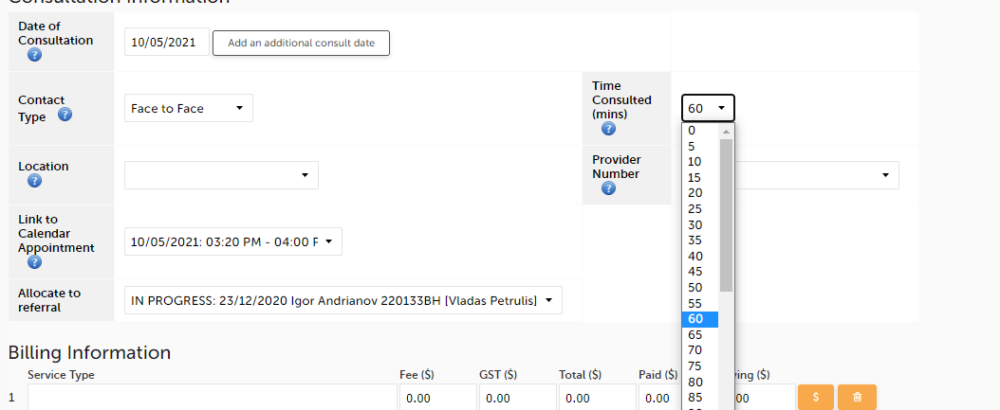 Consultation Information
Date of
Consultation
?
10/05/2021
Add an additional consult date
Contact
Type ?
Face to Face
Time
Consulted
(mins)
?
60
0
5
10
15
20
25
30
35
40
45
50
55
60
65
70
75
80
85
Location
?
Provider
Number
?
Link to
Calendar
Appointment
?
10/05/2021: 03:20 PM - 04:00 P
Allocate to
referral
IN PROGRESS: 23/12/2020 Igor Andrianov 220133BH [Vladas Petrulis]
Billing Information
Service Type Fee ($) GST ($) Total ($) Paid ($) ing ($)
1 0.00 0.00 0.00 0.00 00 $